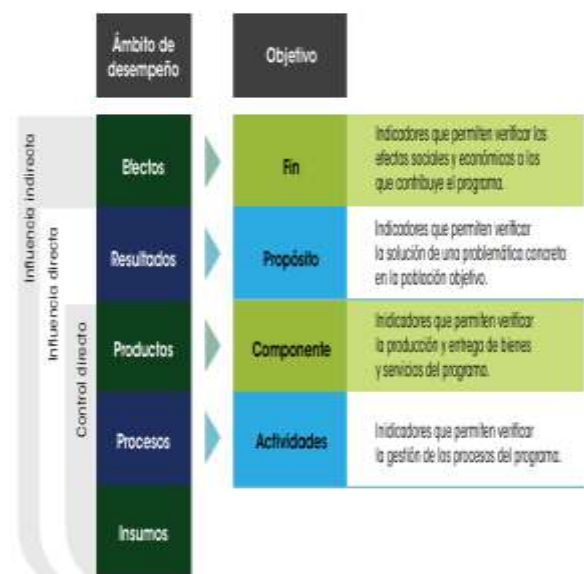 Ámbito de
desempeño
Objetivo
Influencia indirecta
Influencia directa
Control directo
Efectos
Fin
Indicadores que permiten verificar los
efectos sociales y económicos a los
que contribuye el programa.
Resultados
Propósito
Indicadores que permiten verificar
la solución de una problemática concreta
en la población objetivo.
Productos
Componente
Inidicadores que permiten verificar
la producción y entrega de bienes
y servicios del programa.
Procesos
Actividades
Inidicadores que permiten verificar
la gestión de los procesos del programa.
Insumos